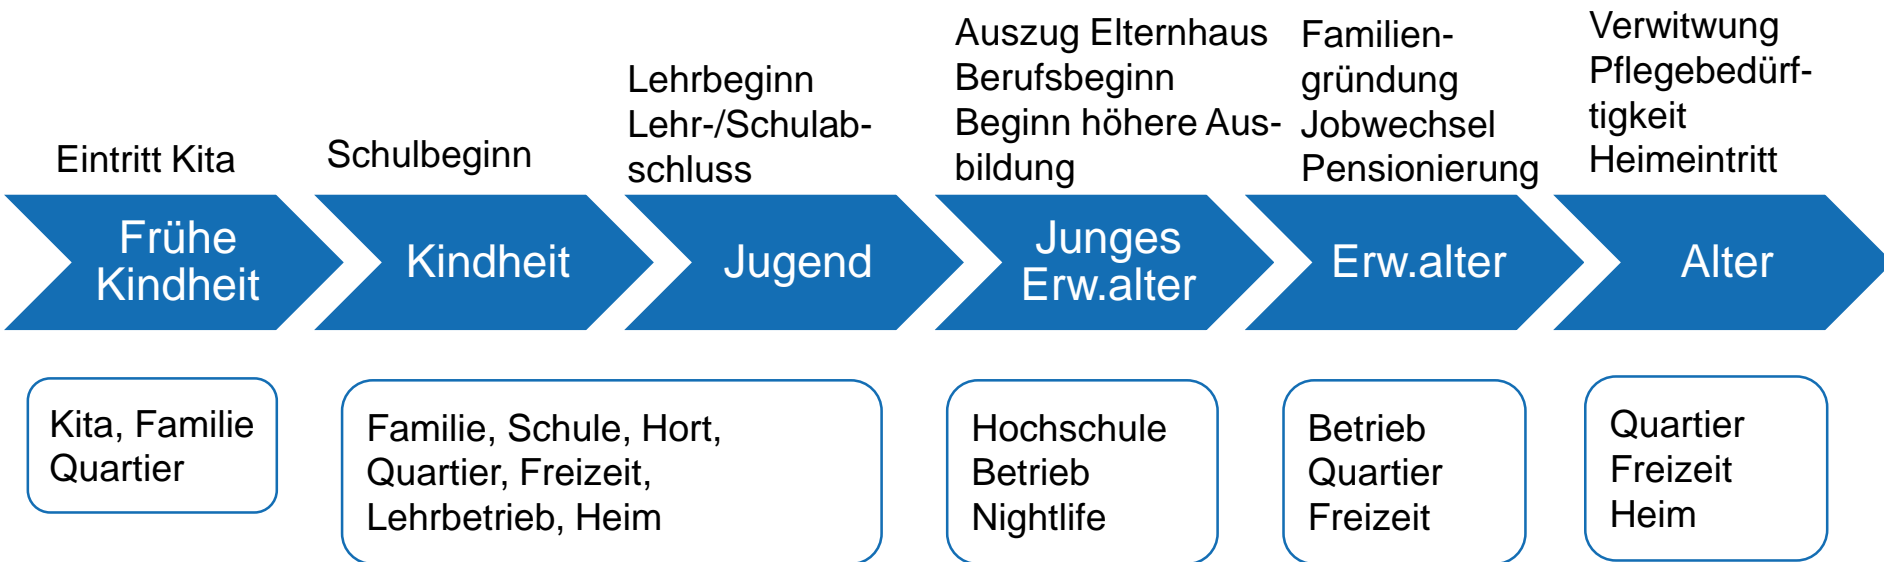 Eintritt Kita
Schulbeginn
Lehrbeginn
Lehr-/Schulab-
schluss
Auszug Elternhaus
Berufsbeginn
Beginn höhere Aus-
bildung
Familien-
gründung
Jobwechsel
Pensionierung
Verwitwung
Pflegebedürf-
tigkeit
Heimeintritt
Frühe
Kindheit
Kindheit
Jugend
Junges
Erw.alter
Erw.alter
Alter
Kita, Familie
Quartier
Familie, Schule, Hort,
Quartier, Freizeit,
Lehrbetrieb, Heim
Hochschule
Betrieb
Nightlife
Betrieb
Quartier
Freizeit
Quartier
Freizeit
Heim